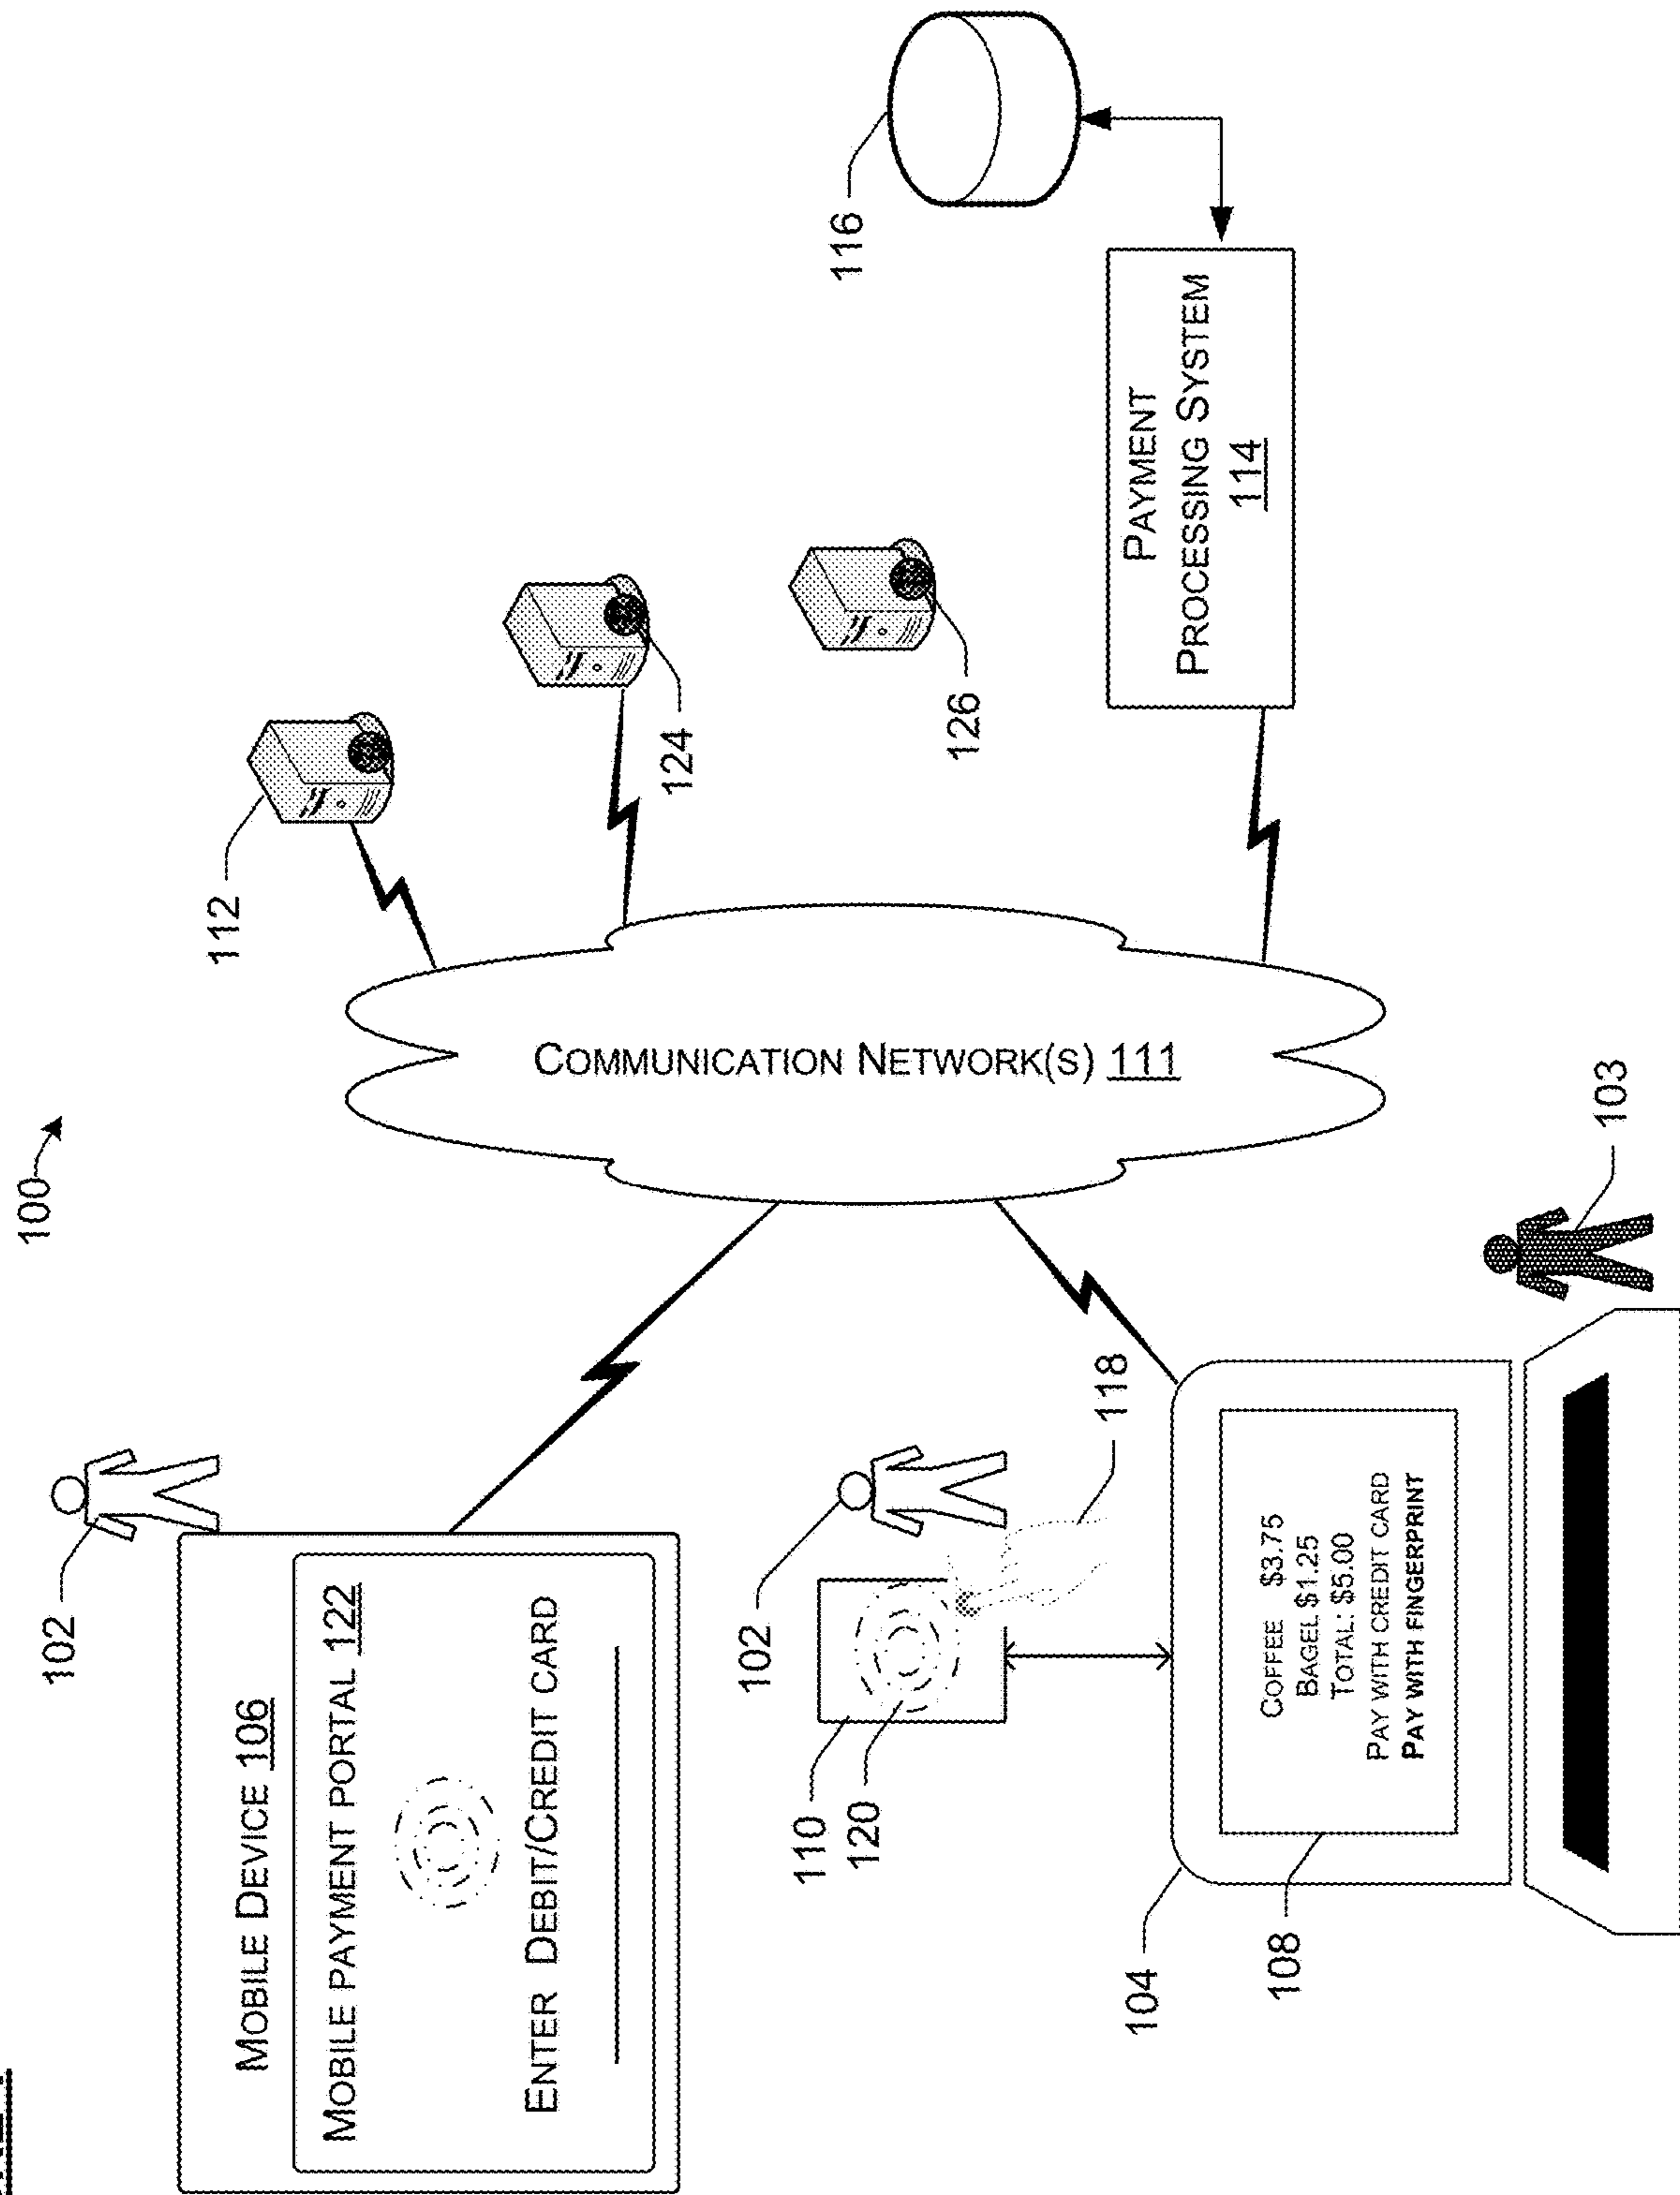 100
102
MOBILE DEVICE 106
MOBILE PAYMENT PORTAL 122
ENTER DEBIT/CREDIT CARD
112
124
126
116
COMMUNICATION NETWORK(S) 111
PAYMENT
PROCESSING SYSTEM
114
102
110
120
118
104
108
COFFEE $3.75
BAGEL $1.25
TOTAL: $5.00
PAY WITH CREDIT CARD
PAY WITH FINGERPRINT
103